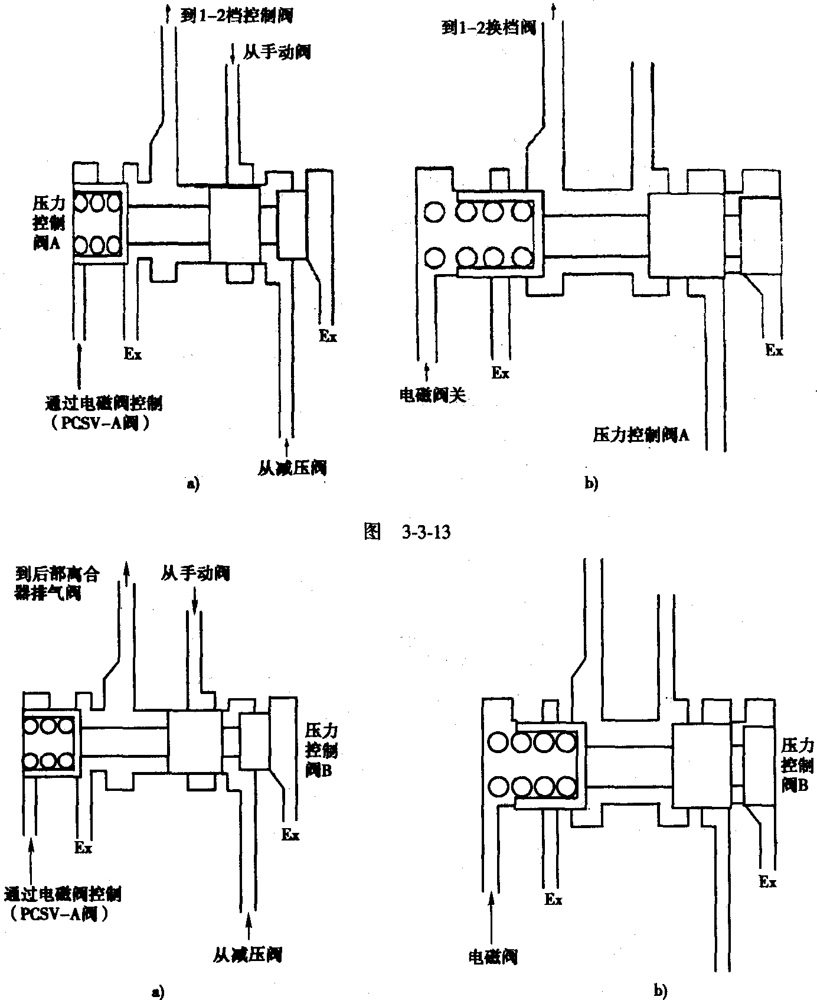 到1-2档控制阀
从手动阀
压力
控制
阀A
Ex
Ex
通过电磁阀控制
（PCSV-A阀）
从减压阀
a)
到1-2换档阀
Ex
Ex
电磁阀关
压力控制阀A
b)
图 3-3-13
到后部离合
器排气阀
从手动阀
压力
控制
阀B
Ex
Ex
通过电磁阀控制
（PCSV-A阀）
从减压阀
a)
压力
控制
阀B
Ex
Ex
电磁阀
b)